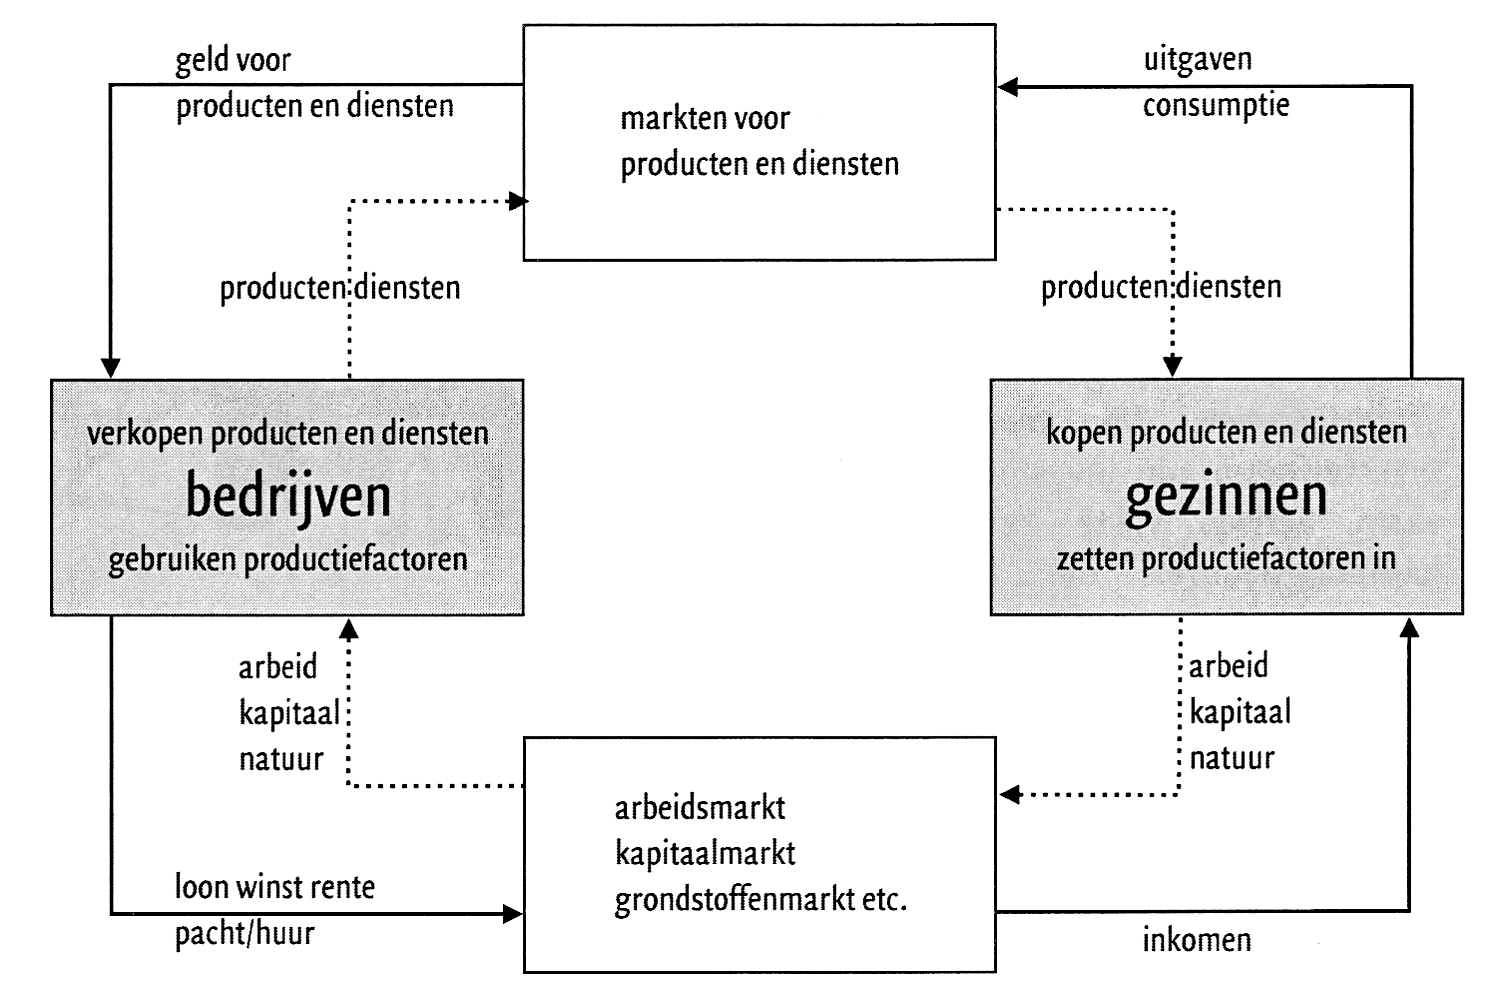 geld voor
producten en diensten
markten voor
producten en diensten
uitgaven
consumptie
producten diensten
producten diensten
verkopen producten en diensten
bedrijven
gebruiken productiefactoren
kopen producten en diensten
gezinnen
zetten productiefactoren in
arbeid
kapitaal
natuur
arbeid
kapitaal
natuur
arbeidsmarkt
kapitaalmarkt
grondstoffenmarkt etc.
loon winst rente
pacht/huur
inkomen